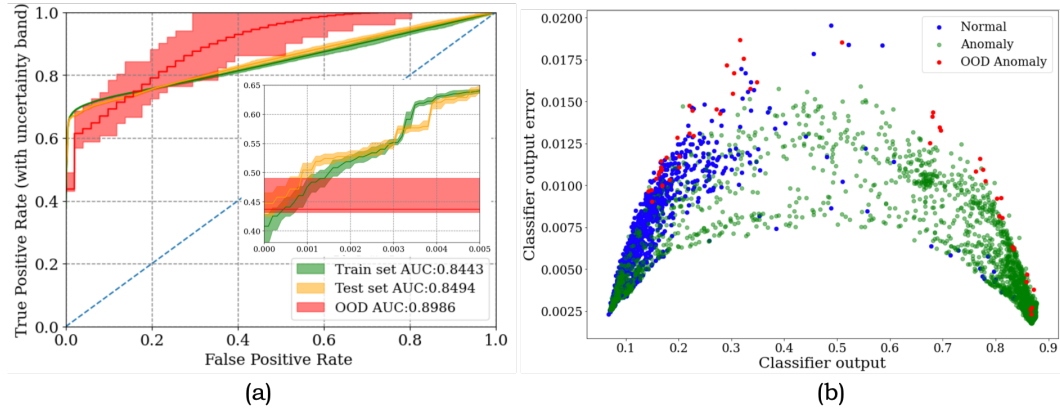 True Positive Rate (with uncertainty band)
1.0
0.8
0.6
0.4
0.2
0.0
0.0 0.2 0.4 0.6 0.8 1.0
False Positive Rate
0.65
0.60
0.55
0.50
0.45
0.40
0.000 0.001 0.002 0.003 0.004 0.005
Train set AUC:0.8443
Test set AUC:0.8494
OOD AUC:0.8986
(a)
Classifier output error
0.0200
0.0175
0.0150
0.0125
0.0100
0.0075
0.0050
0.0025
0.1 0.2 0.3 0.4 0.5 0.6 0.7 0.8 0.9
Classifier output
Normal
Anomaly
OOD Anomaly
(b)